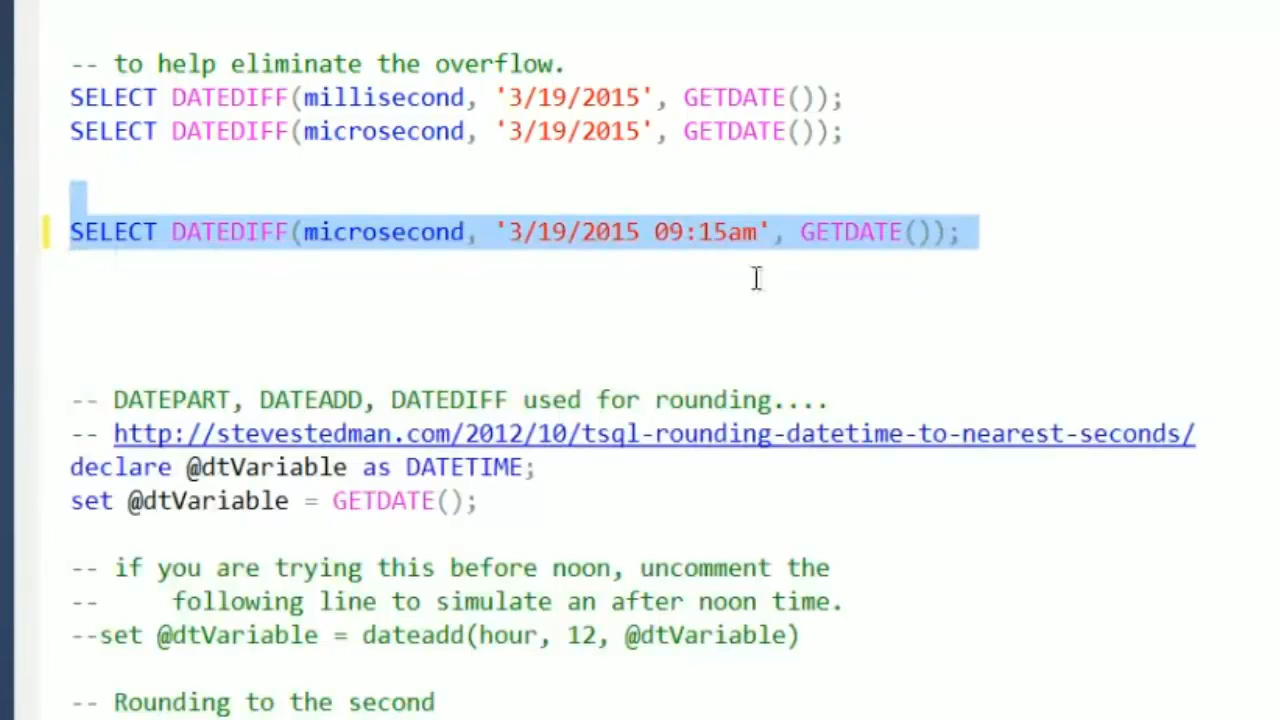 -- to help eliminate the overflow.
SELECT DATEDIFF(millisecond, '3/19/2015', GETDATE());
SELECT DATEDIFF(microsecond, '3/19/2015', GETDATE());
SELECT DATEDIFF(microsecond, '3/19/2015 09:15am', GETDATE());
-- DATEPART, DATEADD, DATEDIFF used for rounding....
-- http://stevestedman.com/2012/10/tsql-rounding-datetime-to-nearest-seconds/
declare @dtVariable as DATETIME;
set @dtVariable = GETDATE();
-- if you are trying this before noon, uncomment the
--     following line to simulate an after noon time.
--set @dtVariable = dateadd(hour, 12, @dtVariable)
-- Rounding to the second